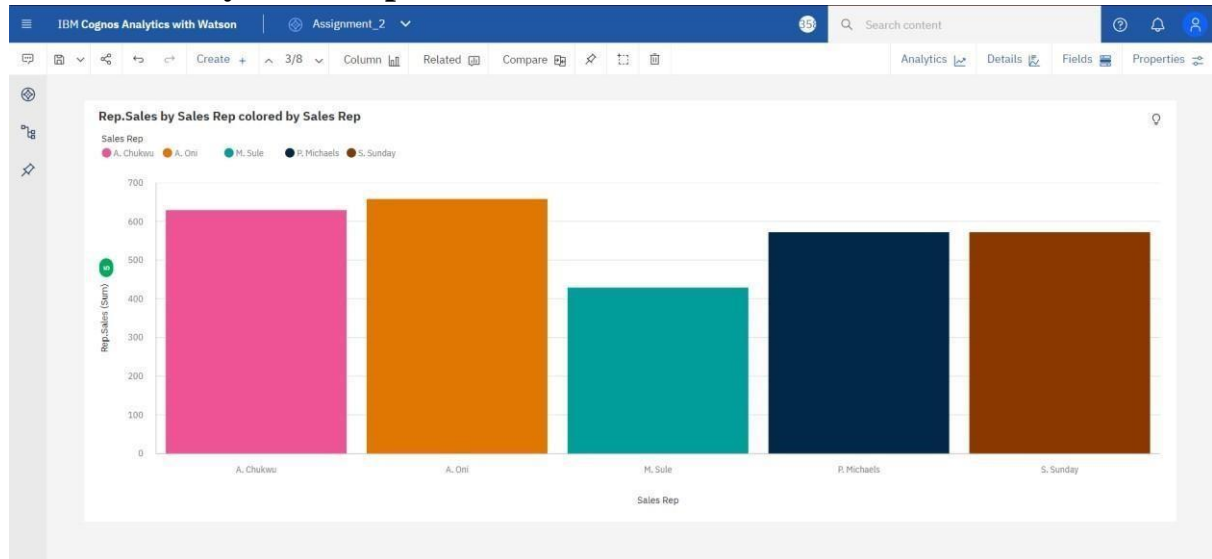 IBM Cognos Analytics with Watson Assignment_2 Search content
Create + 3/8 Column Related Compare Analytics Details Fields Properties
Rep.Sales by Sales Rep colored by Sales Rep
Sales Rep
A. Chukwu A. Oni M. Sule P. Michaels S. Sunday
700
600
500
400
300
200
100
0
Rep.Sales (Sum)
A. Chukwu A. Oni M. Sule P. Michaels S. Sunday
Sales Rep